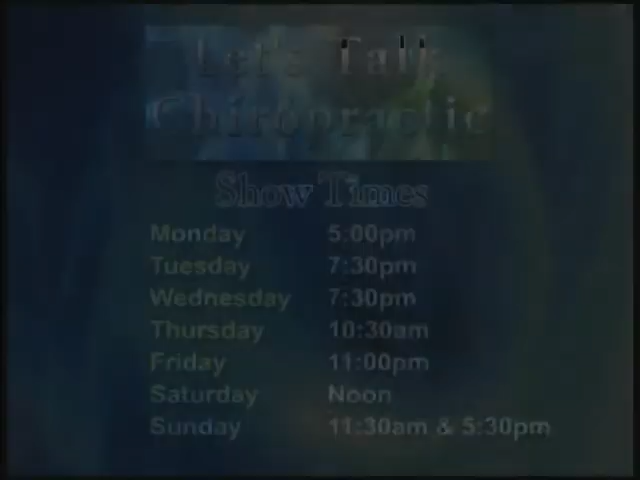 Let's Talk
Chiropractic
Show Times
Monday 5:00pm
Tuesday 7:30pm
Wednesday 7:30pm
Thursday 10:30am
Friday 11:00pm
Saturday Noon
Sunday 11:30am & 5:30pm